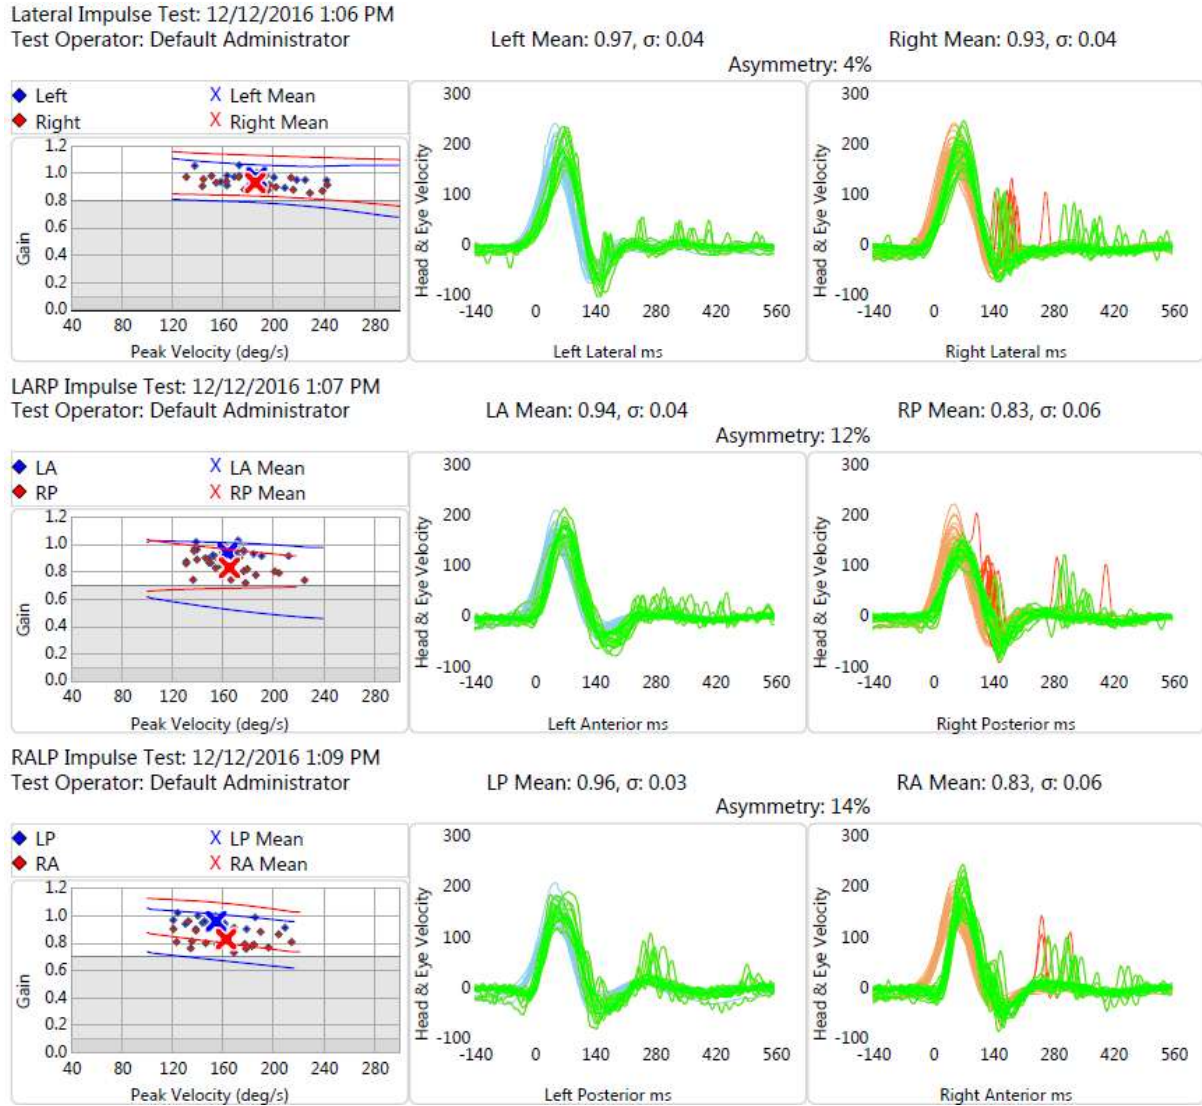 Lateral Impulse Test: 12/12/2016 1:06 PM
Test Operator: Default Administrator
Left Mean: 0.97, σ: 0.04
Right Mean: 0.93, σ: 0.04
Asymmetry: 4%
Left
X Left Mean
Right
X Right Mean
1.2
1.0
0.8
0.6
0.4
0.2
0.0
Gain
40 80 120 160 200 240 280
Peak Velocity (deg/s)
300
200
100
0
-100
Head & Eye Velocity
-140 0 140 280 420 560
Left Lateral ms
300
200
100
0
-100
Head & Eye Velocity
-140 0 140 280 420 560
Right Lateral ms
LARP Impulse Test: 12/12/2016 1:07 PM
Test Operator: Default Administrator
LA Mean: 0.94, σ: 0.04
RP Mean: 0.83, σ: 0.06
Asymmetry: 12%
LA
X LA Mean
RP
X RP Mean
1.2
1.0
0.8
0.6
0.4
0.2
0.0
Gain
40 80 120 160 200 240 280
Peak Velocity (deg/s)
300
200
100
0
-100
Head & Eye Velocity
-140 0 140 280 420 560
Left Anterior ms
300
200
100
0
-100
Head & Eye Velocity
-140 0 140 280 420 560
Right Posterior ms
RALP Impulse Test: 12/12/2016 1:09 PM
Test Operator: Default Administrator
LP Mean: 0.96, σ: 0.03
RA Mean: 0.83, σ: 0.06
Asymmetry: 14%
LP
X LP Mean
RA
X RA Mean
1.2
1.0
0.8
0.6
0.4
0.2
0.0
Gain
40 80 120 160 200 240 280
Peak Velocity (deg/s)
300
200
100
0
-100
Head & Eye Velocity
-140 0 140 280 420 560
Left Posterior ms
300
200
100
0
-100
Head & Eye Velocity
-140 0 140 280 420 560
Right Anterior ms